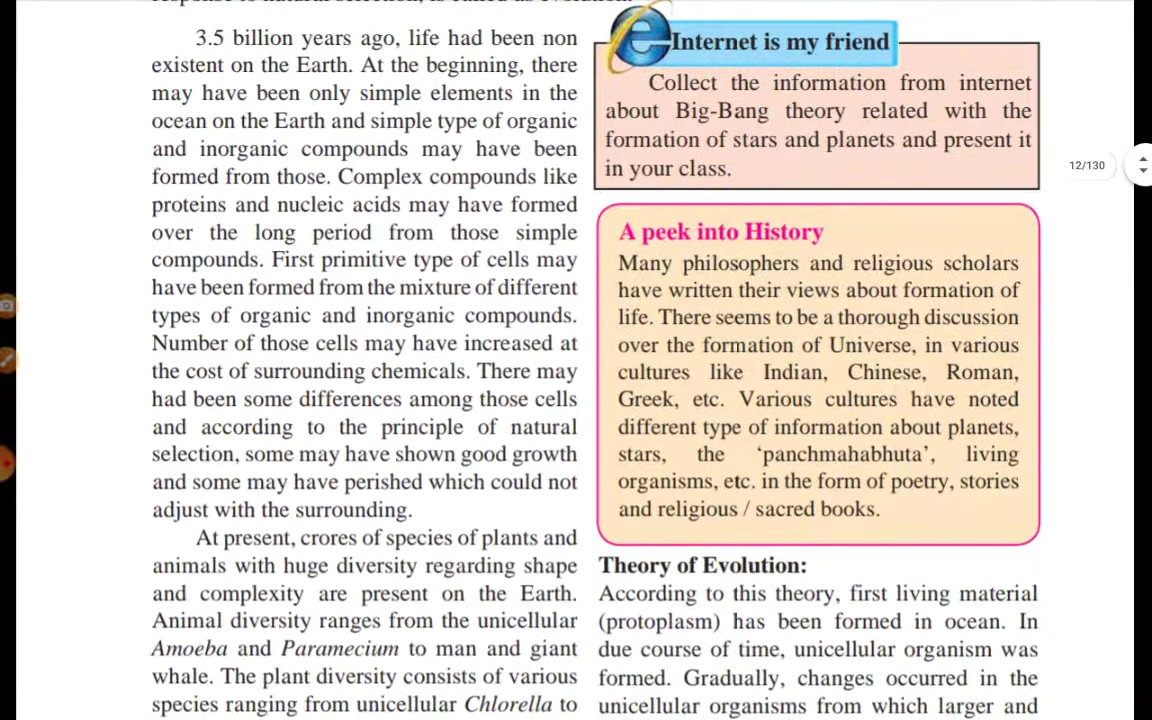 response to natural selection, is called as evolution.
3.5 billion years ago, life had been non
existent on the Earth. At the beginning, there
may have been only simple elements in the
ocean on the Earth and simple type of organic
and inorganic compounds may have been
formed from those. Complex compounds like
proteins and nucleic acids may have formed
over the long period from those simple
compounds. First primitive type of cells may
have been formed from the mixture of different
types of organic and inorganic compounds.
Number of those cells may have increased at
the cost of surrounding chemicals. There may
had been some differences among those cells
and according to the principle of natural
selection, some may have shown good growth
and some may have perished which could not
adjust with the surrounding.
At present, crores of species of plants and
animals with huge diversity regarding shape
and complexity are present on the Earth.
Animal diversity ranges from the unicellular
Amoeba and Paramecium to man and giant
whale. The plant diversity consists of various
species ranging from unicellular Chlorella to
Internet is my friend
Collect the information from internet
about Big-Bang theory related with the
formation of stars and planets and present it
in your class.
A peek into History
Many philosophers and religious scholars
have written their views about formation of
life. There seems to be a thorough discussion
over the formation of Universe, in various
cultures like Indian, Chinese, Roman,
Greek, etc. Various cultures have noted
different type of information about planets,
stars, the ‘panchmahabhuta’, living
organisms, etc. in the form of poetry, stories
and religious / sacred books.
Theory of Evolution:
According to this theory, first living material
(protoplasm) has been formed in ocean. In
due course of time, unicellular organism was
formed. Gradually, changes occurred in the
unicellular organisms from which larger and
12/130